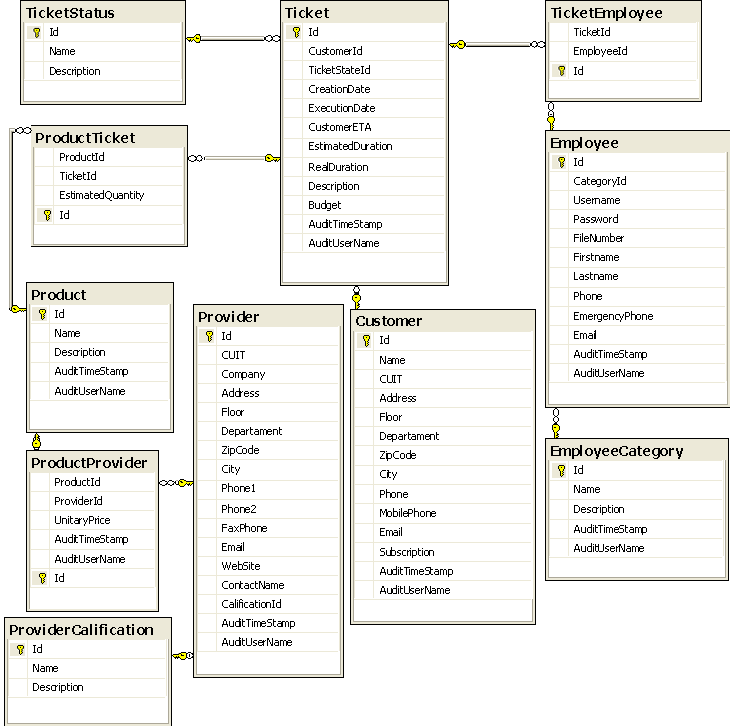 TicketStatus
Id
Name
Description
Ticket
Id
CustomerId
TicketStateId
CreationDate
ExecutionDate
CustomerETA
EstimatedDuration
RealDuration
Description
Budget
AuditTimeStamp
AuditUserName
TicketEmployee
TicketId
EmployeeId
Id
ProductTicket
ProductId
TicketId
EstimatedQuantity
Id
Employee
Id
CategoryId
Username
Password
FileNumber
Firstname
Lastname
Phone
EmergencyPhone
Email
AuditTimeStamp
AuditUserName
Product
Id
Name
Description
AuditTimeStamp
AuditUserName
Provider
Id
CUIT
Company
Address
Floor
Departament
ZipCode
City
Phone1
Phone2
FaxPhone
Email
WebSite
ContactName
CalificationId
AuditTimeStamp
AuditUserName
Customer
Id
Name
CUIT
Address
Floor
Departament
ZipCode
City
Phone
MobilePhone
Email
Subscription
AuditTimeStamp
AuditUserName
EmployeeCategory
Id
Name
Description
AuditTimeStamp
AuditUserName
ProductProvider
ProductId
ProviderId
UnitaryPrice
AuditTimeStamp
AuditUserName
Id
ProviderCalification
Id
Name
Description